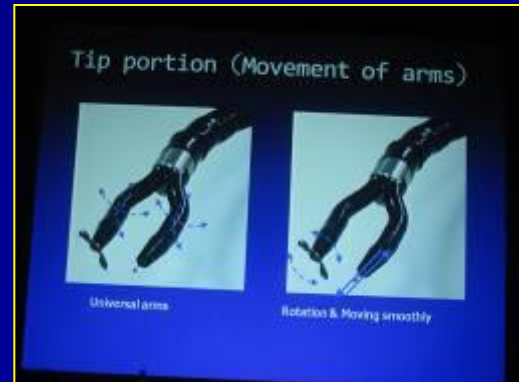 Tip portion (Movement of arms)
Universal arms
Rotation & Moving smoothly